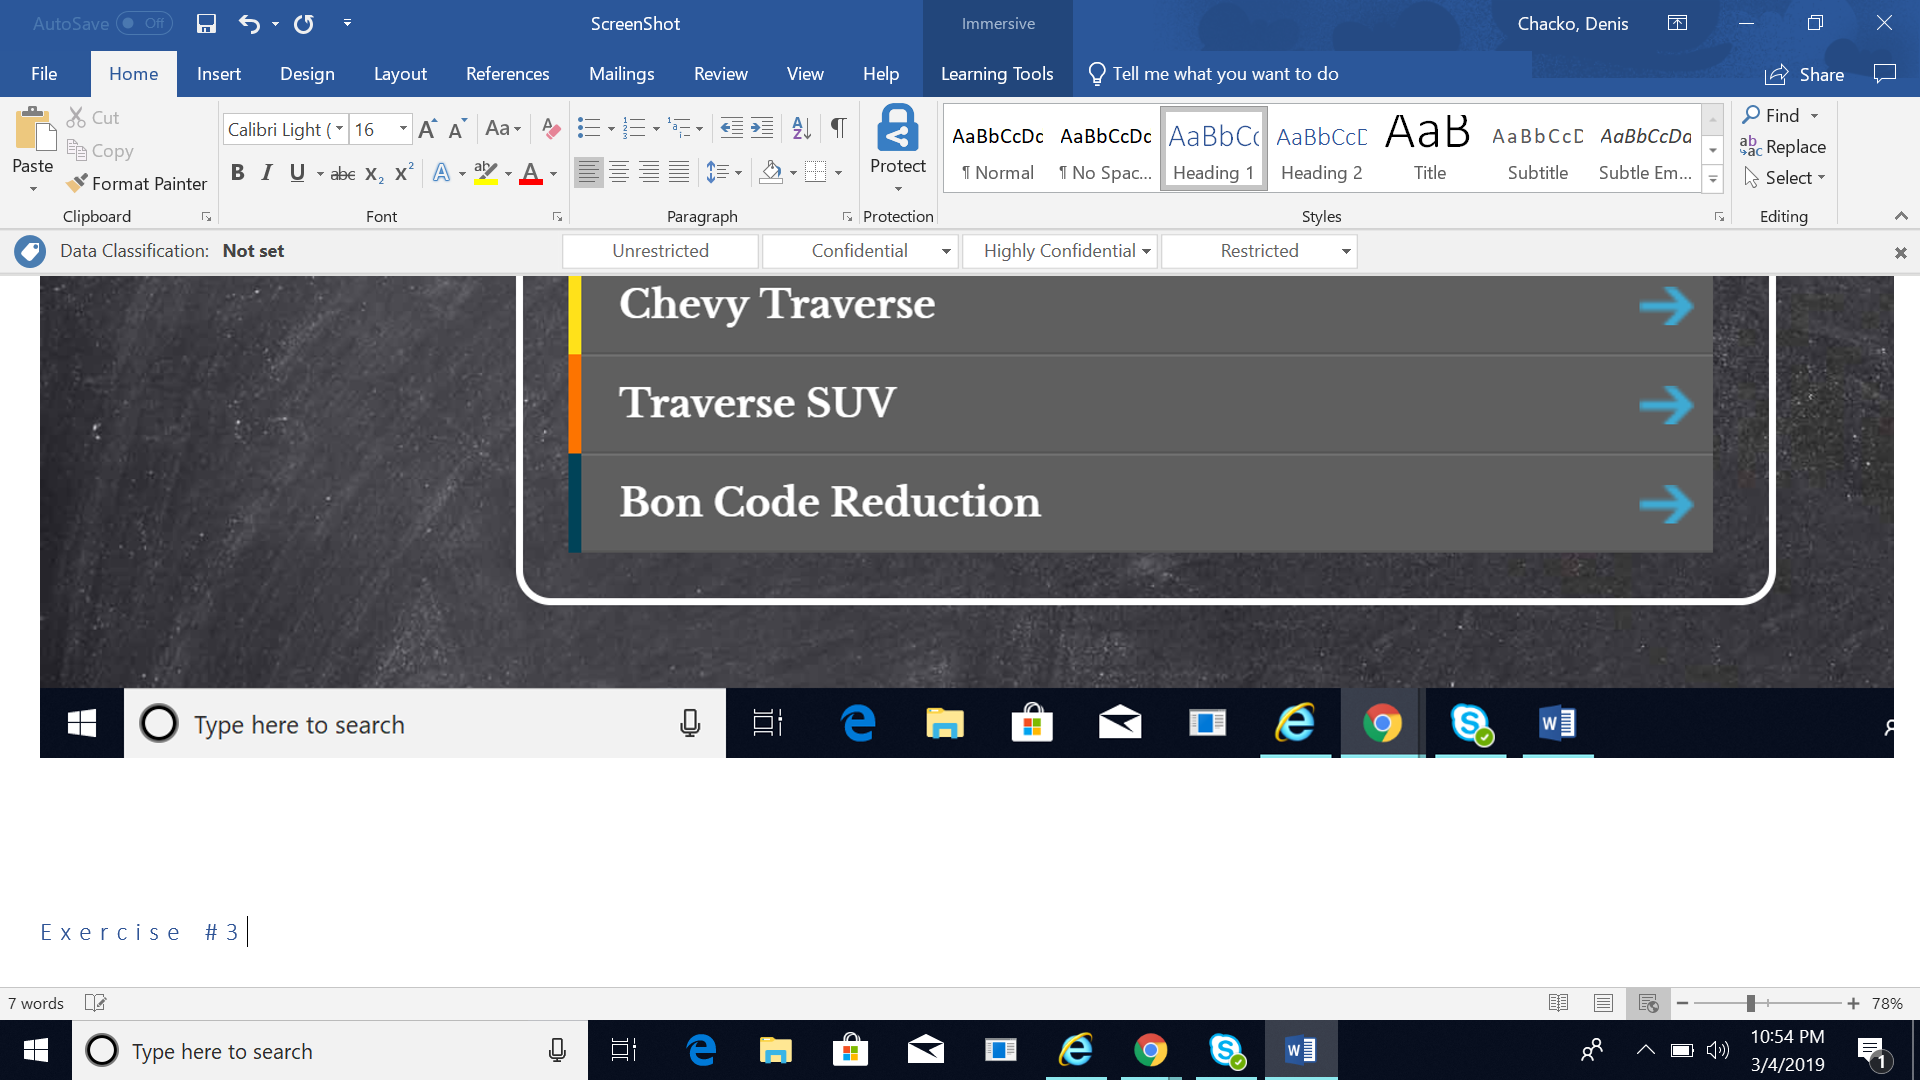 AutoSave Off
ScreenShot
Immersive
Chacko, Denis
File Home Insert Design Layout References Mailings Review View Help Learning Tools Tell me what you want to do Share
Paste
Cut
Copy
Format Painter
Clipboard
Calibri Light ( 16
Font
Paragraph
Protect
Protection
AaBbCcDc AaBbCcDc AaBbCc AaBbCcD AaB AaBbCcD AaBbCcDa
¶ Normal ¶ No Spac... Heading 1 Heading 2 Title Subtitle Subtle Em...
Styles
Find
Replace
Select
Editing
Data Classification: Not set Unrestricted Confidential Highly Confidential Restricted
Chevy Traverse
Traverse SUV
Bon Code Reduction
Type here to search
Exercise #3
7 words
78%
Type here to search
10:54 PM
3/4/2019
1